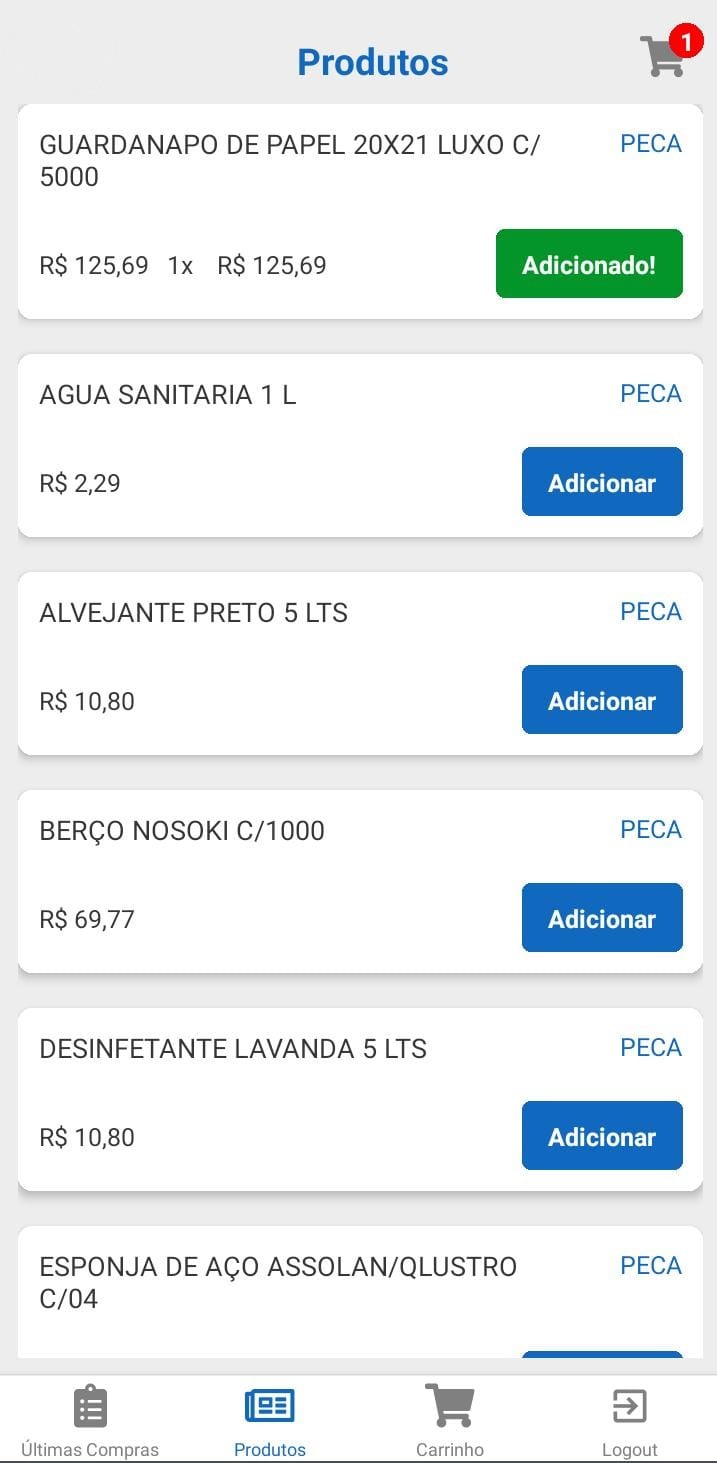 Produtos
1
GUARDANAPO DE PAPEL 20X21 LUXO C/
5000
PECA
R$ 125,69 1x R$ 125,69
Adicionado!
AGUA SANITARIA 1 L
PECA
R$ 2,29
Adicionar
ALVEJANTE PRETO 5 LTS
PECA
R$ 10,80
Adicionar
BERÇO NOSOKI C/1000
PECA
R$ 69,77
Adicionar
DESINFETANTE LAVANDA 5 LTS
PECA
R$ 10,80
Adicionar
ESPONJA DE AÇO ASSOLAN/QLUSTRO
C/04
PECA
Últimas Compras
Produtos
Carrinho
Logout